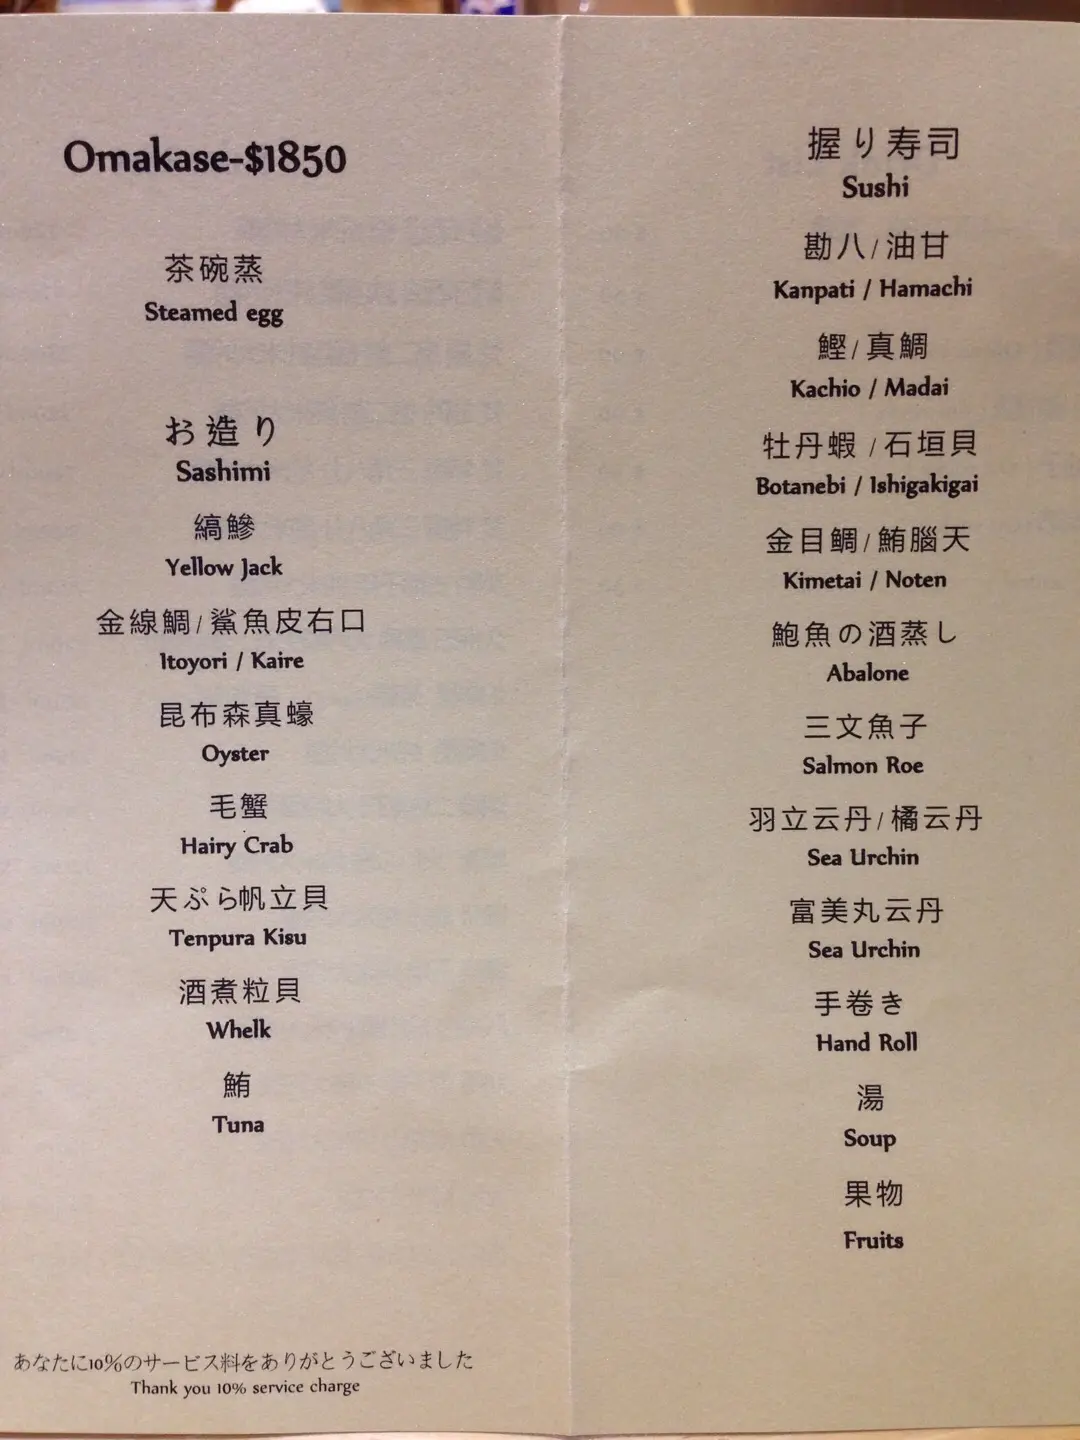 Omakase-$1850
茶碗蒸
Steamed egg
お造り
Sashimi
縞鰺
Yellow Jack
金線鯛/鯊魚皮右口
Itoyori / Kaire
昆布森真蠔
Oyster
毛蟹
Hairy Crab
天ぷら帆立貝
Tenpura Kisu
酒煮粒貝
Whelk
鮪
Tuna
あなたに10%のサービス料をありがとうございました
Thank you 10% service charge
握り寿司
Sushi
勘八/油甘
Kanpati / Hamachi
鰹/真鯛
Kachio / Madai
牡丹蝦 /石垣貝
Botanebi / Ishigakigai
金目鯛/鮪腦天
Kimetai / Noten
鮑魚の酒蒸し
Abalone
三文魚子
Salmon Roe
羽立云丹/橘云丹
Sea Urchin
富美丸云丹
Sea Urchin
手卷き
Hand Roll
湯
Soup
果物
Fruits